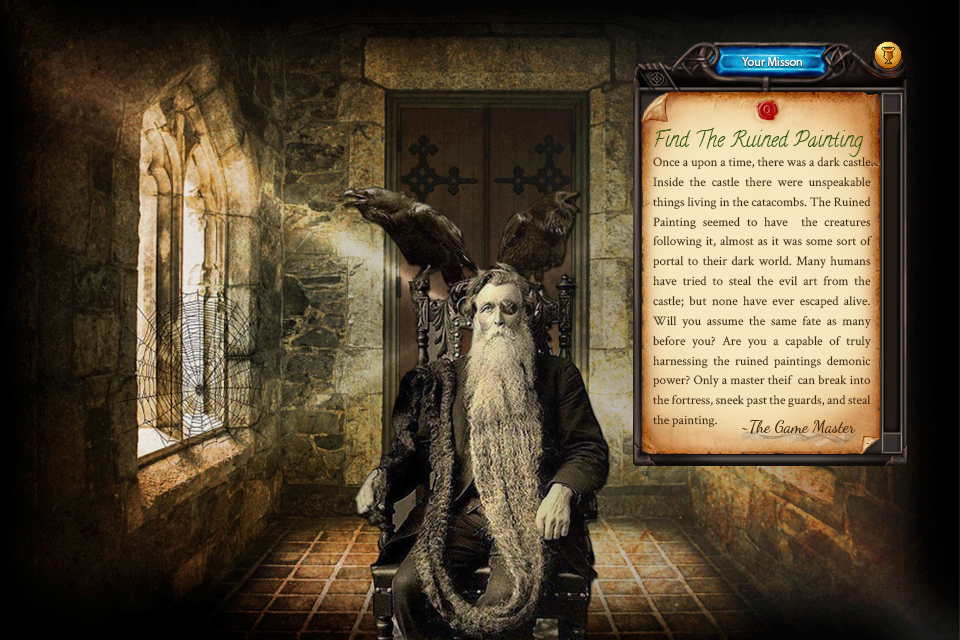 Your Misson
Find The Ruined Painting
Once a upon a time, there was a dark castle.
Inside the castle there were unspeakable
things living in the catacombs. The Ruined
Painting seemed to have the creatures
following it, almost as it was some sort of
portal to their dark world. Many humans
have tried to steal the evil art from the
castle; but none have ever escaped alive.
Will you assume the same fate as many
before you? Are you a capable of truly
harnessing the ruined paintings demonic
power? Only a master theif can break into
the fortress, sneek past the guards, and steal
the painting.
~The Game Master